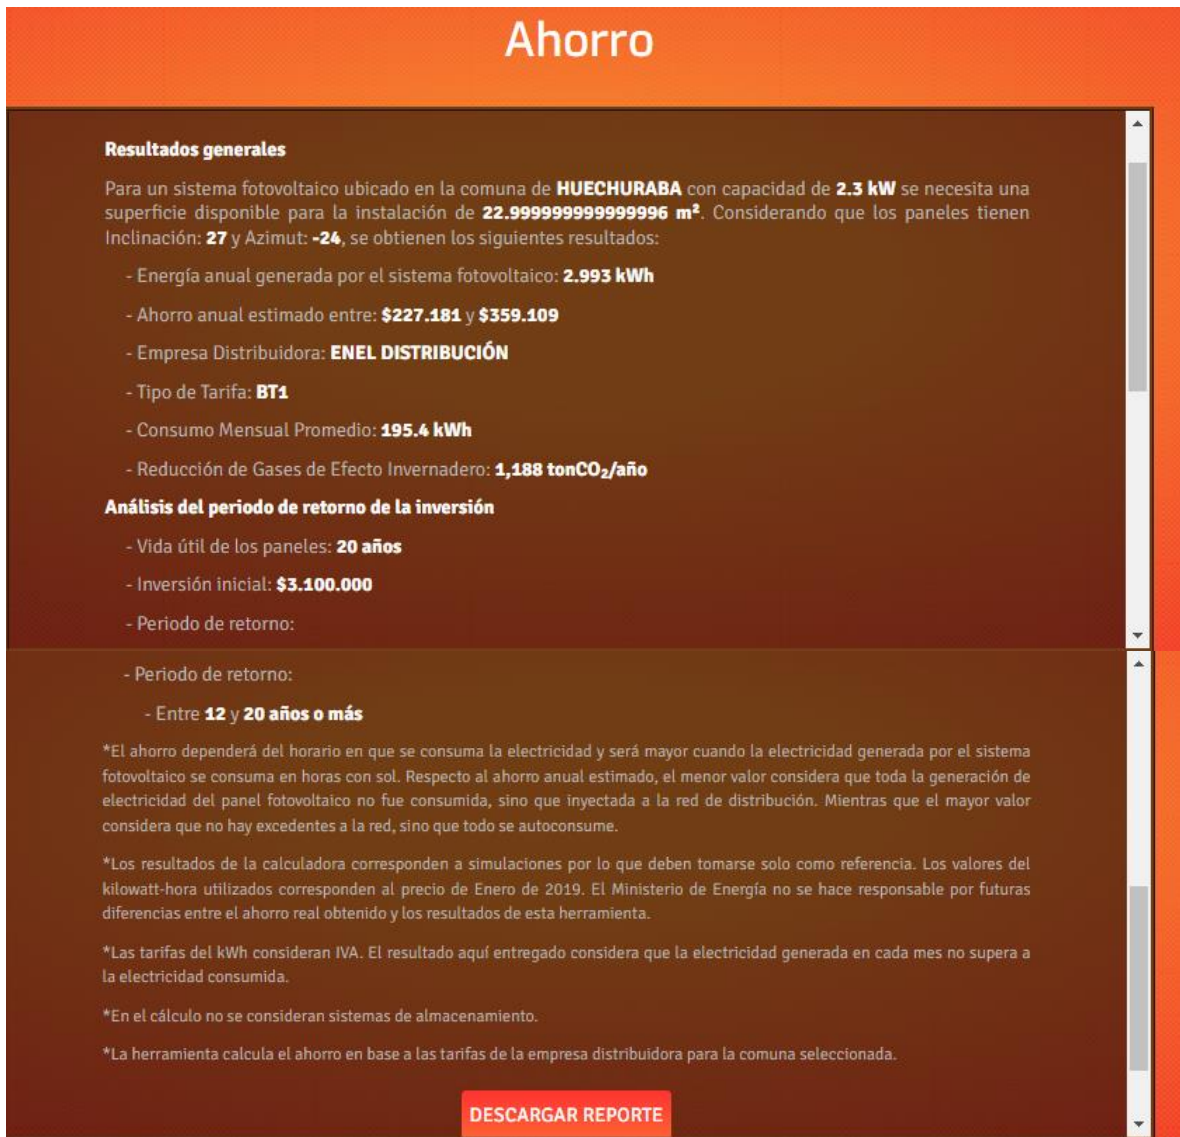 Ahorro
Resultados generales
Para un sistema fotovoltaico ubicado en la comuna de HUECHURABA con capacidad de 2.3 kW se necesita una
superficie disponible para la instalación de 22.999999999999996 m². Considerando que los paneles tienen
Inclinación: 27 y Azimut: -24, se obtienen los siguientes resultados:
- Energía anual generada por el sistema fotovoltaico: 2.993 kWh
- Ahorro anual estimado entre: $227.181 y $359.109
- Empresa Distribuidora: ENEL DISTRIBUCIÓN
- Tipo de Tarifa: BT1
- Consumo Mensual Promedio: 195.4 kWh
- Reducción de Gases de Efecto Invernadero: 1,188 tonCO₂/año
Análisis del periodo de retorno de la inversión
- Vida útil de los paneles: 20 años
- Inversión inicial: $3.100.000
- Periodo de retorno:
- Periodo de retorno:
- Entre 12 y 20 años o más
*El ahorro dependerá del horario en que se consuma la electricidad y será mayor cuando la electricidad generada por el sistema
fotovoltaico se consuma en horas con sol. Respecto al ahorro anual estimado, el menor valor considera que toda la generación de
electricidad del panel fotovoltaico no fue consumida, sino que inyectada a la red de distribución. Mientras que el mayor valor
considera que no hay excedentes a la red, sino que todo se autoconsume.
*Los resultados de la calculadora corresponden a simulaciones por lo que deben tomarse solo como referencia. Los valores del
kilowatt-hora utilizados corresponden al precio de Enero de 2019. El Ministerio de Energía no se hace responsable por futuras
diferencias entre el ahorro real obtenido y los resultados de esta herramienta.
*Las tarifas del kWh consideran IVA. El resultado aquí entregado considera que la electricidad generada en cada mes no supera a
la electricidad consumida.
*En el cálculo no se consideran sistemas de almacenamiento.
*La herramienta calcula el ahorro en base a las tarifas de la empresa distribuidora para la comuna seleccionada.
DESCARGAR REPORTE